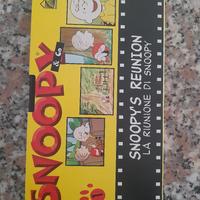 SNOOPY
& Co
SNOOPY'S REUNION
LA RIUNIONE DI SNOOPY